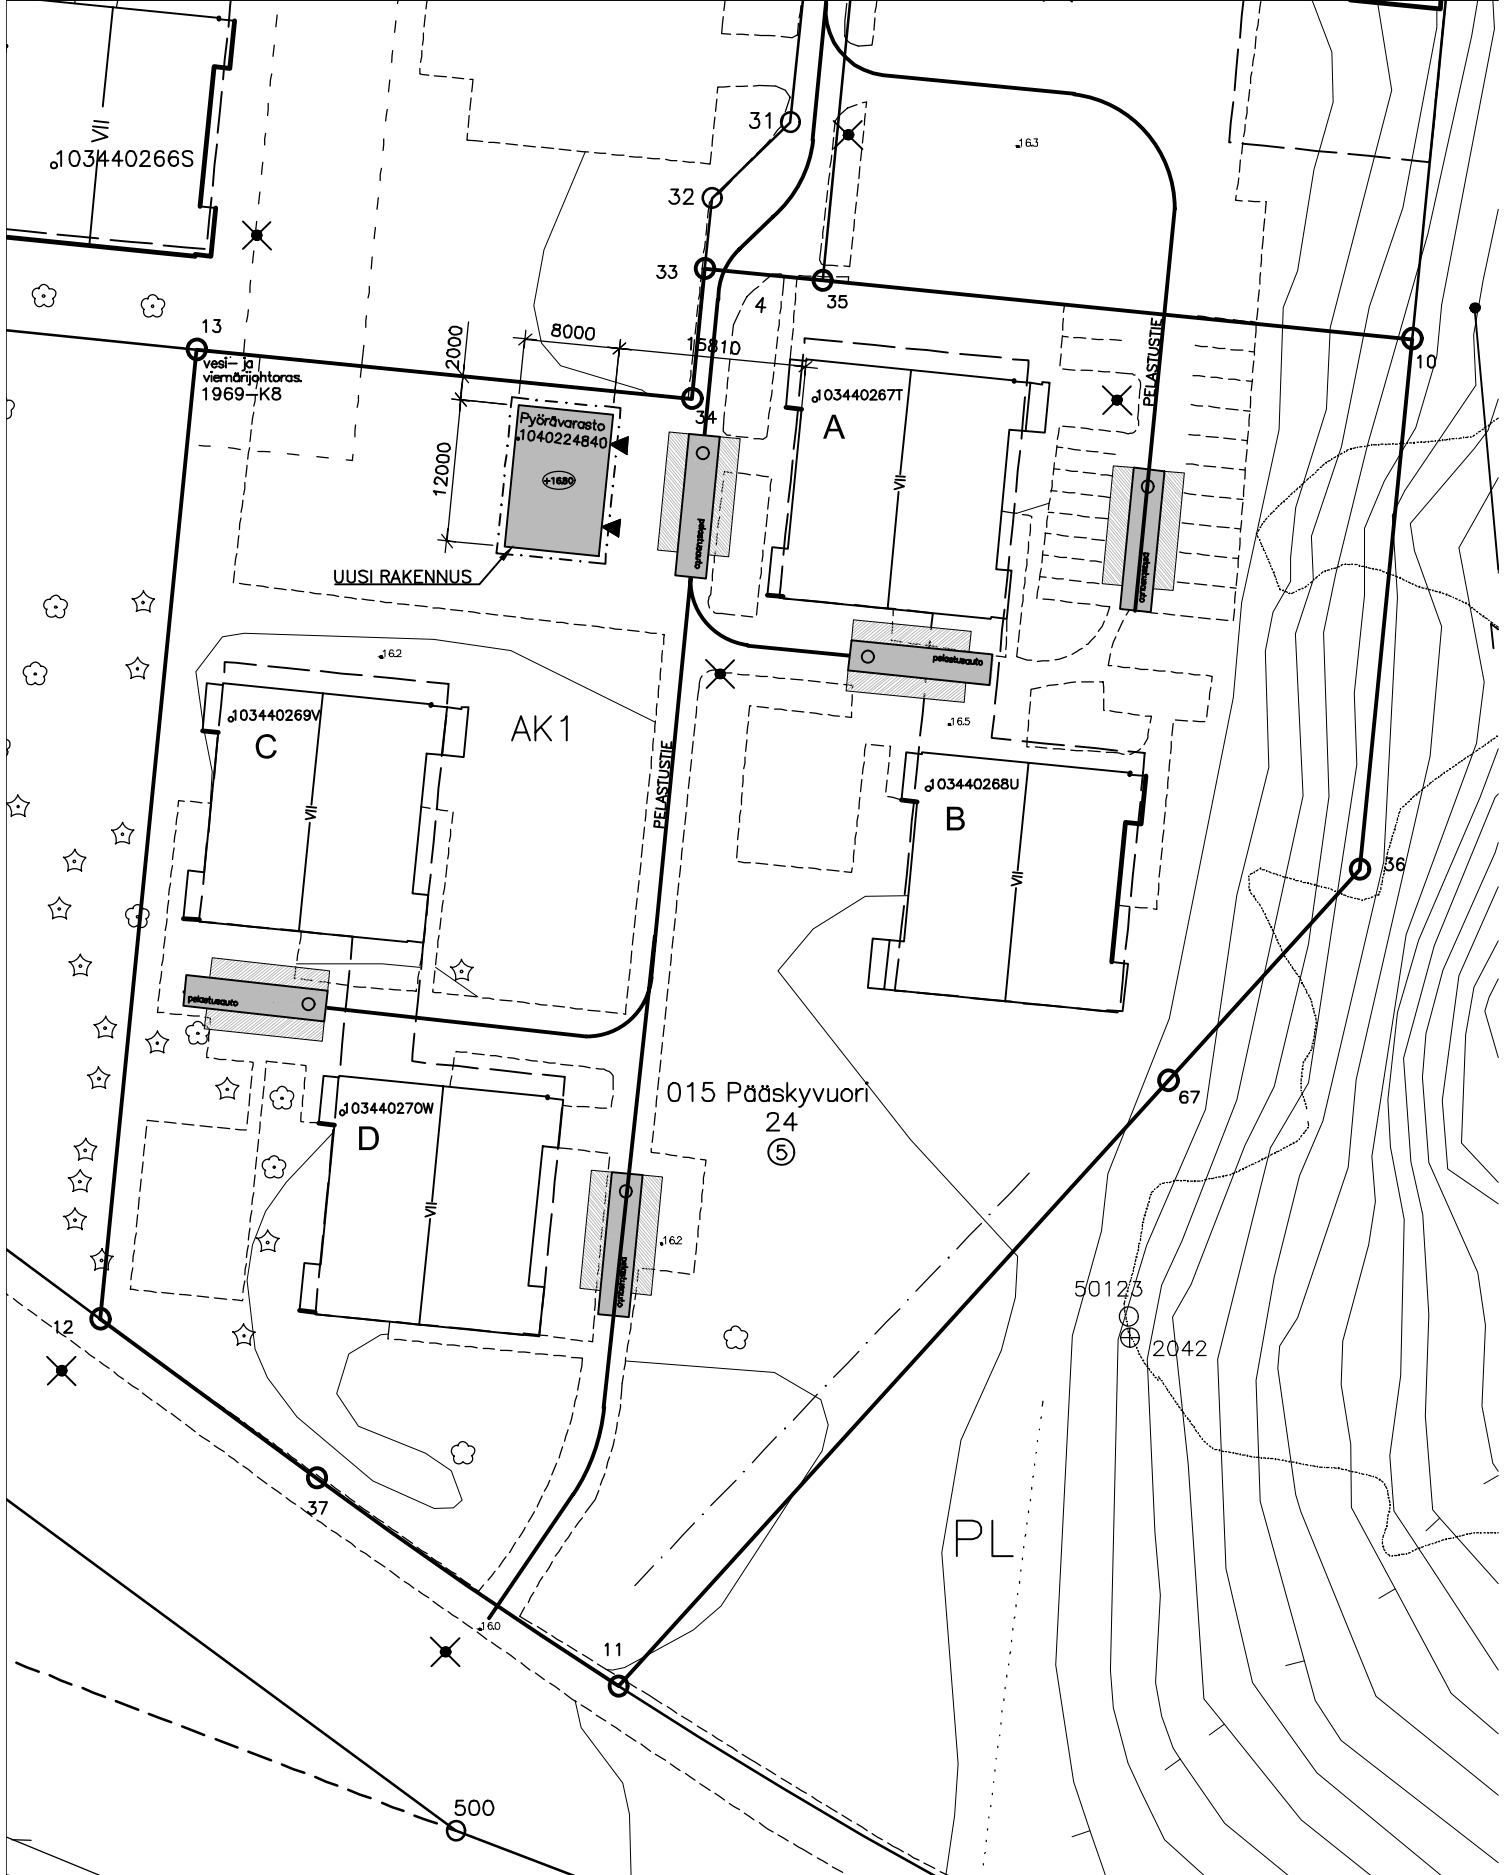 VII
103440266S
31
16.3
32
33
35
4
13
vesi- ja
viemärijohtoras.
1969-K8
2000
8000
15810
10
PELASTUSTIE
34
Pyörävarasto
1040224840
+16.80
12000
UUSI RAKENNUS
103440267T
A
VII
pelastusauto
pelastusauto
pelastusauto
16.2
16.5
103440269V
C
VII
AK1
PELASTUSTIE
103440268U
B
VII
36
pelastusauto
67
015 Pääskyvuori
24
5
103440270W
D
VII
pelastusauto
16.2
50123
2042
12
37
PL
16.0
11
500